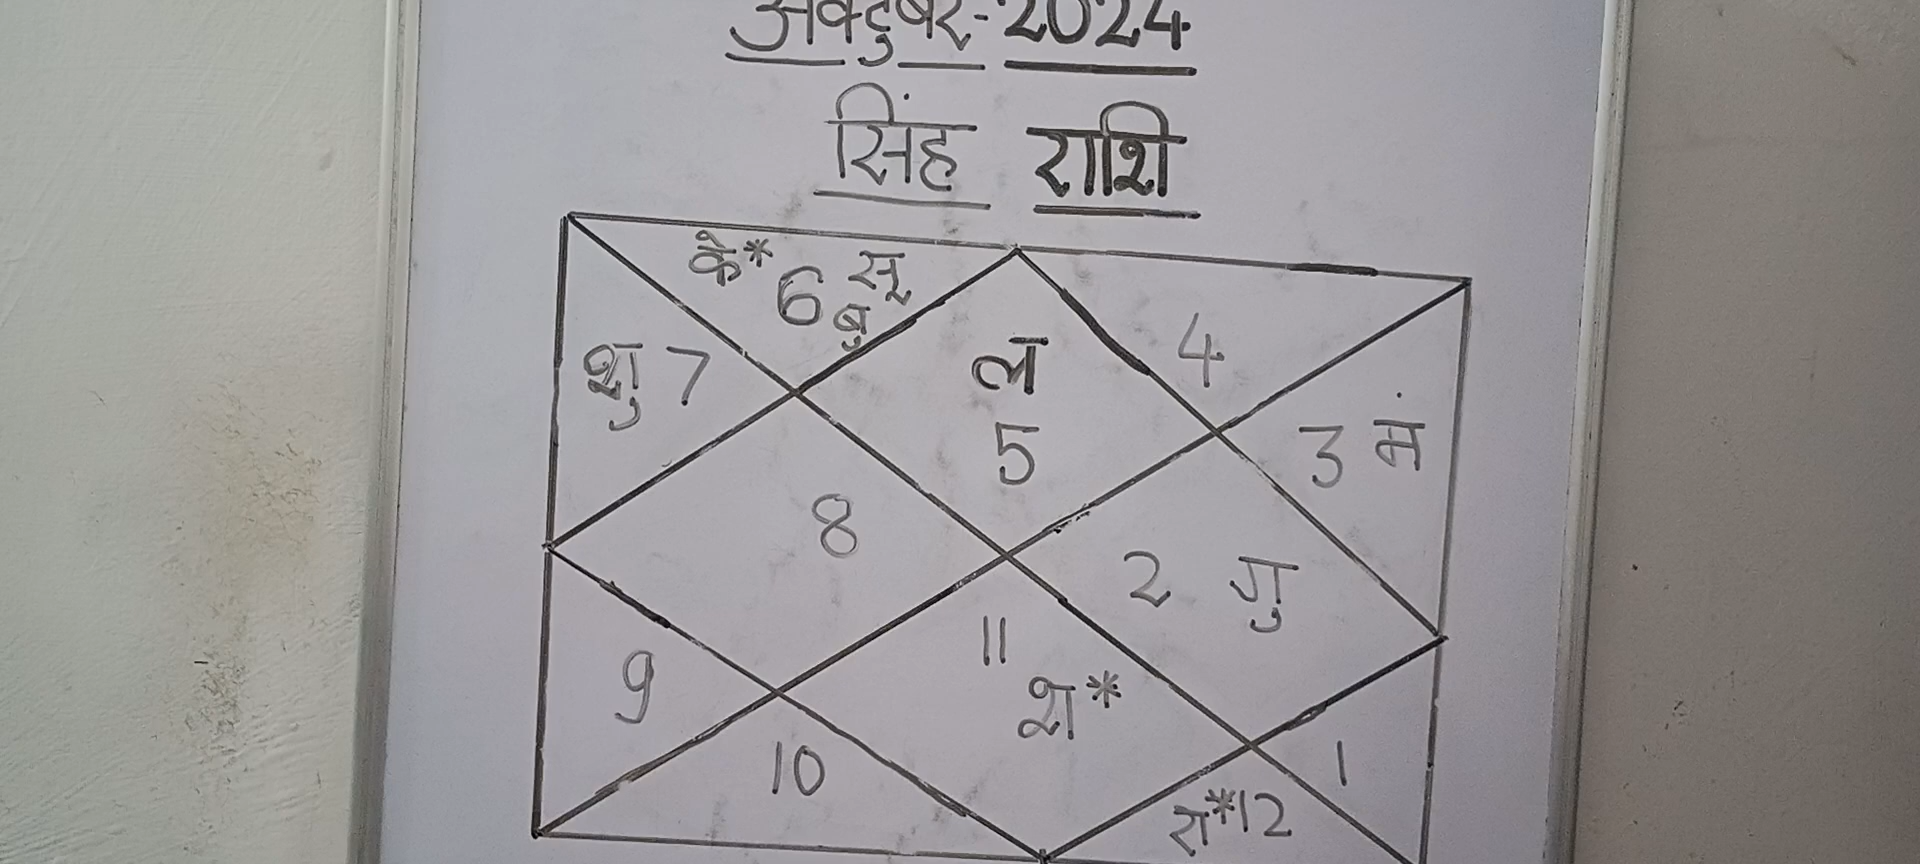 अक्टुबर-2024
सिंह राशि
के* 6 सू
बु
शु 7
ल
5
4
3 मं
8
2 गु
9
11
श*
10
रा*12
1